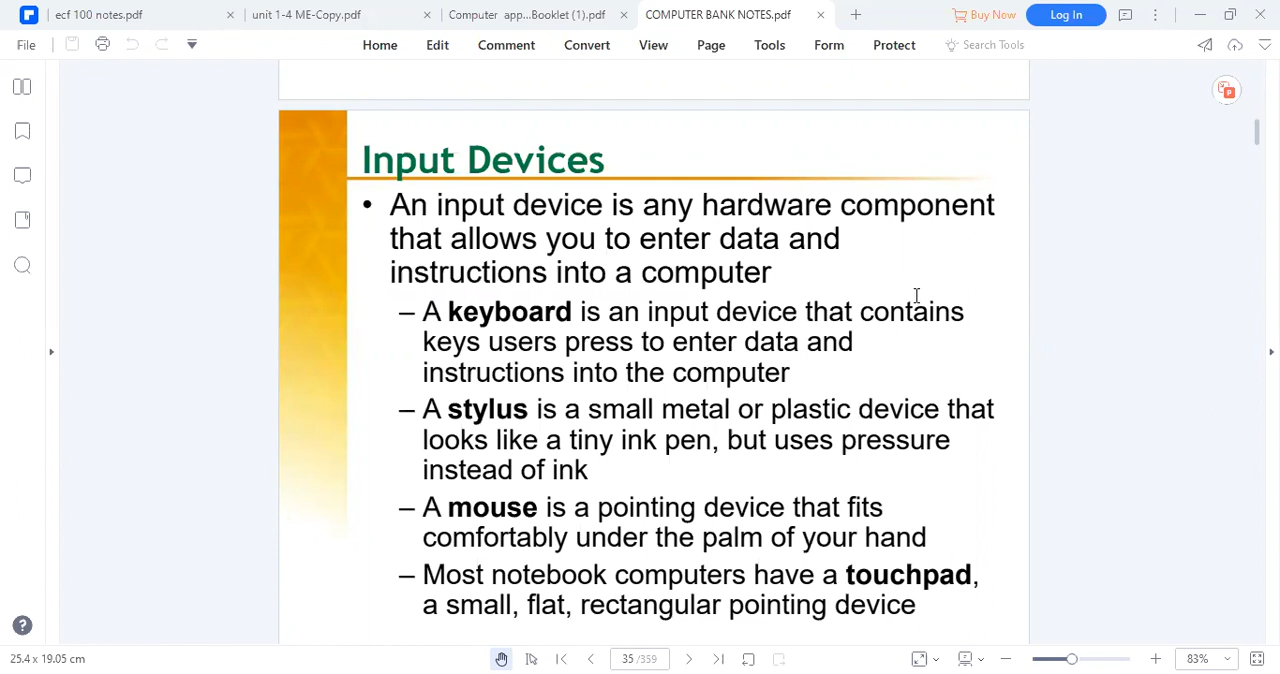 ecf 100 notes.pdf
unit 1-4 ME-Copy.pdf
Computer app...Booklet (1).pdf
COMPUTER BANK NOTES.pdf
Buy Now
Log In
File
Home
Edit
Comment
Convert
View
Page
Tools
Form
Protect
Search Tools
Input Devices
• An input device is any hardware component
that allows you to enter data and
instructions into a computer
– A keyboard is an input device that contains
keys users press to enter data and
instructions into the computer
– A stylus is a small metal or plastic device that
looks like a tiny ink pen, but uses pressure
instead of ink
– A mouse is a pointing device that fits
comfortably under the palm of your hand
– Most notebook computers have a touchpad,
a small, flat, rectangular pointing device
25.4 x 19.05 cm
35 /359
83%